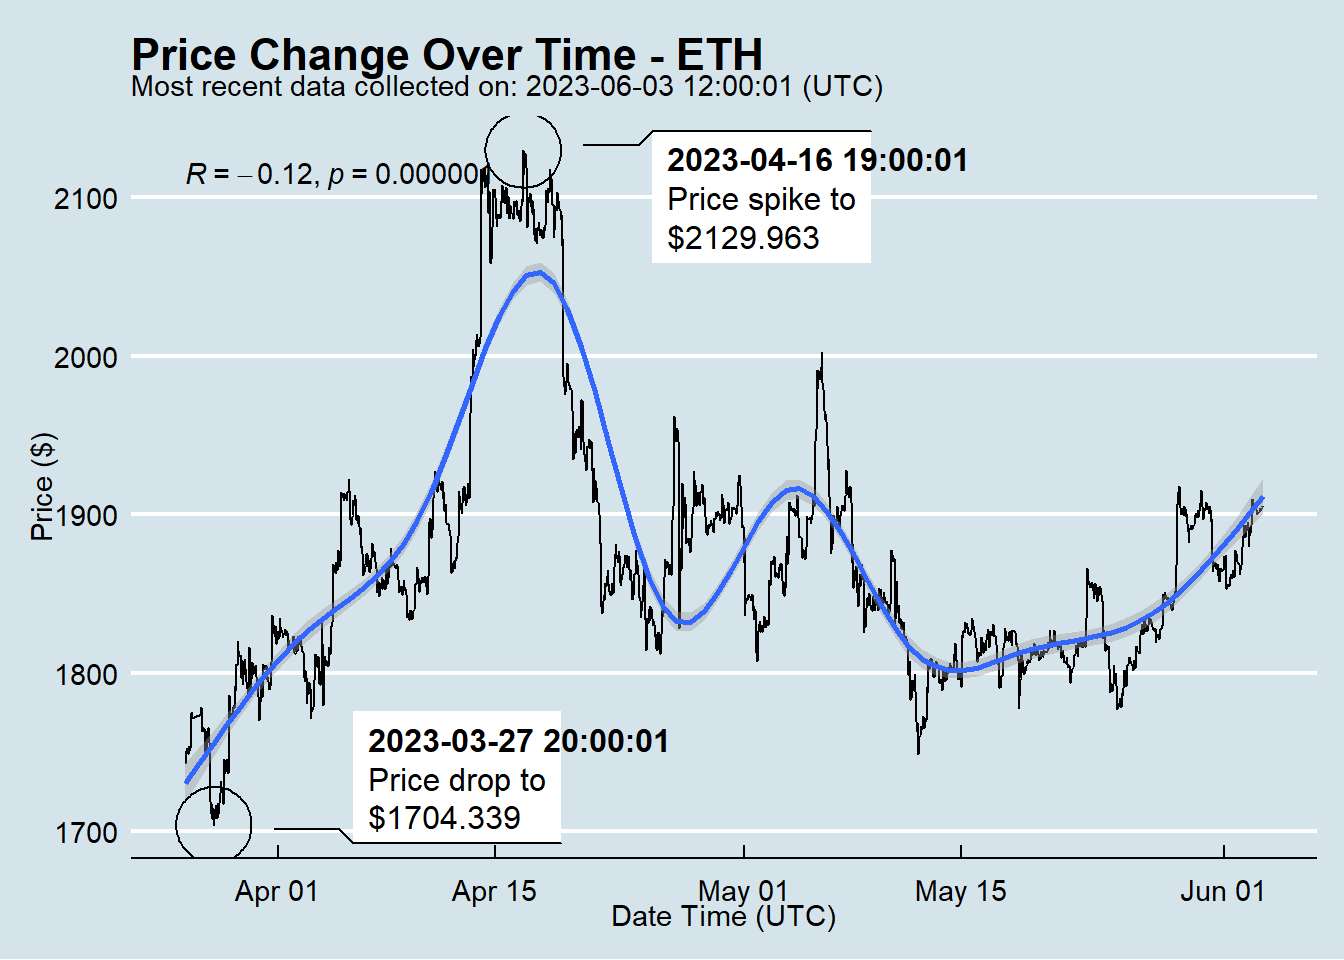 Price Change Over Time - ETH
Most recent data collected on: 2023-06-03 12:00:01 (UTC)
R = −0.12, p = 0.00000
2023-04-16 19:00:01
Price spike to
$2129.963
2100
2000
1900
1800
1700
Price ($)
2023-03-27 20:00:01
Price drop to
$1704.339
Apr 01
Apr 15
May 01
May 15
Jun 01
Date Time (UTC)